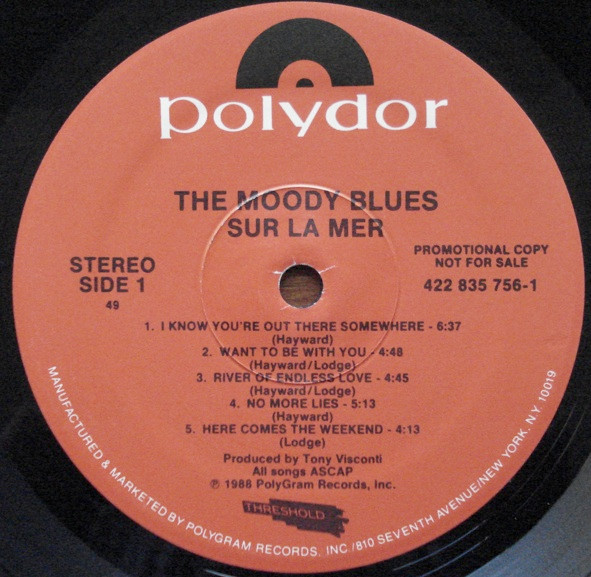 polydor
THE MOODY BLUES
SUR LA MER
STEREO
SIDE 1
49
PROMOTIONAL COPY
NOT FOR SALE
422 835 756-1
1. I KNOW YOU'RE OUT THERE SOMEWHERE - 6:37
(Hayward)
2. WANT TO BE WITH YOU - 4:48
(Hayward/Lodge)
3. RIVER OF ENDLESS LOVE - 4:45
(Hayward/Lodge)
4. NO MORE LIES - 5:13
(Hayward)
5. HERE COMES THE WEEKEND - 4:13
(Lodge)
Produced by Tony Visconti
All songs ASCAP
℗ 1988 PolyGram Records, Inc.
THRESHOLD
MANUFACTURED & MARKETED BY POLYGRAM RECORDS, INC./810 SEVENTH AVENUE/NEW YORK, N.Y. 10019